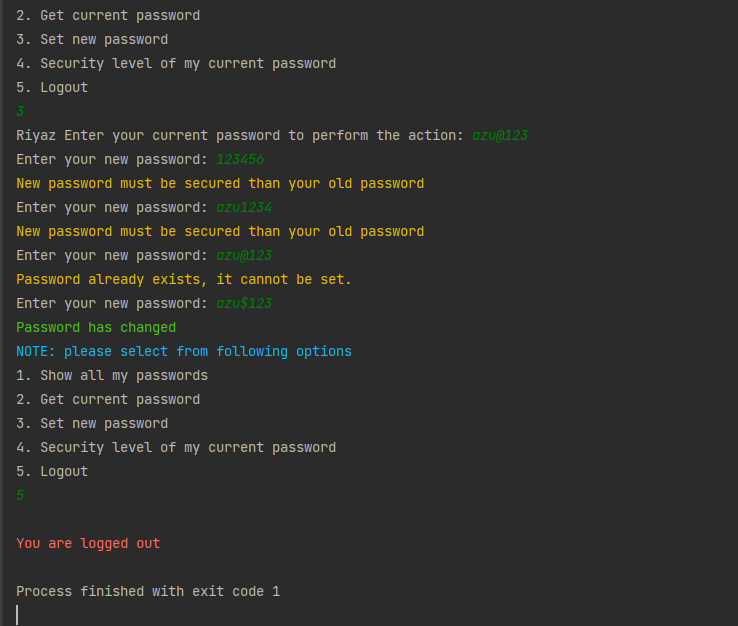 2. Get current password
3. Set new password
4. Security level of my current password
5. Logout
3
Riyaz Enter your current password to perform the action: azu@123
Enter your new password: 123456
New password must be secured than your old password
Enter your new password: azu1234
New password must be secured than your old password
Enter your new password: azu@123
Password already exists, it cannot be set.
Enter your new password: azu$123
Password has changed
NOTE: please select from following options
1. Show all my passwords
2. Get current password
3. Set new password
4. Security level of my current password
5. Logout
5
You are logged out
Process finished with exit code 1